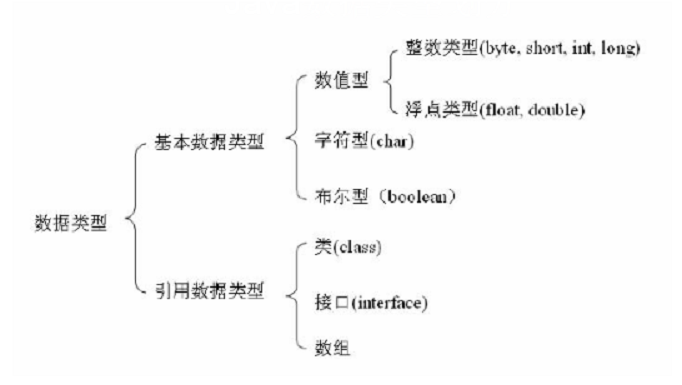 整数类型(byte, short, int, long)
数值型
浮点类型(float, double)
基本数据类型
字符型(char)
布尔型（boolean）
数据类型
类(class)
引用数据类型
接口(interface)
数组